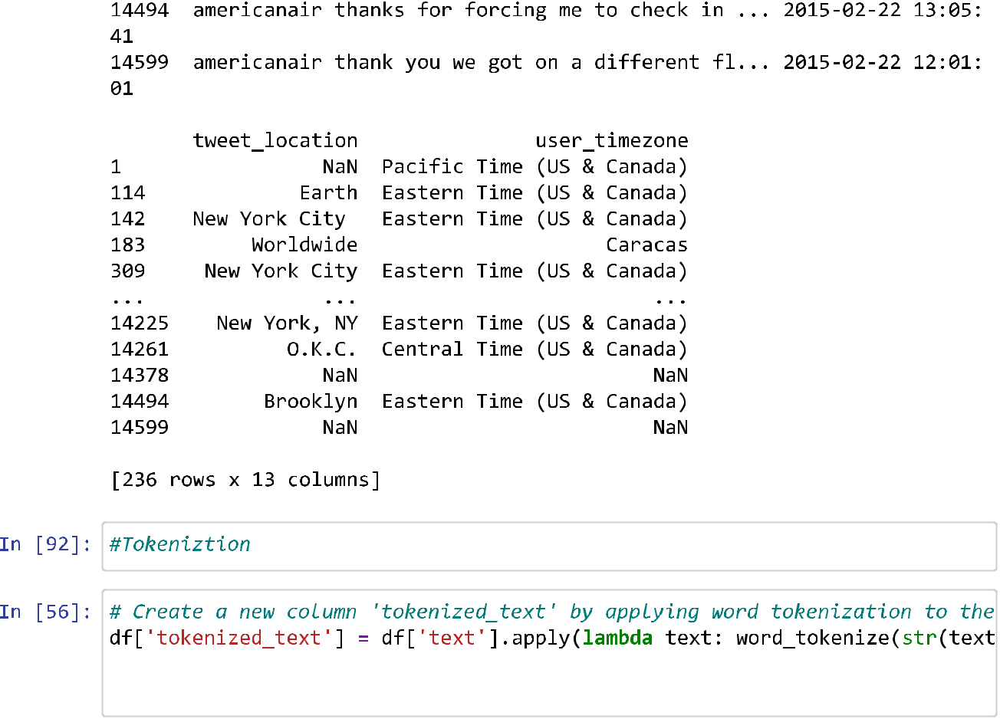 14494  americanair thanks for forcing me to check in ... 2015-02-22 13:05:
41
14599  americanair thank you we got on a different fl... 2015-02-22 12:01:
01
       tweet_location               user_timezone
1                 NaN  Pacific Time (US & Canada)
114             Earth  Eastern Time (US & Canada)
142    New York City   Eastern Time (US & Canada)
183         Worldwide                     Caracas
309     New York City  Eastern Time (US & Canada)
...               ...                         ...
14225    New York, NY  Eastern Time (US & Canada)
14261          O.K.C.  Central Time (US & Canada)
14378             NaN                         NaN
14494        Brooklyn  Eastern Time (US & Canada)
14599             NaN                         NaN
[236 rows x 13 columns]
In [92]: #Tokeniztion
In [56]: # Create a new column 'tokenized_text' by applying word tokenization to the
df['tokenized_text'] = df['text'].apply(lambda text: word_tokenize(str(text